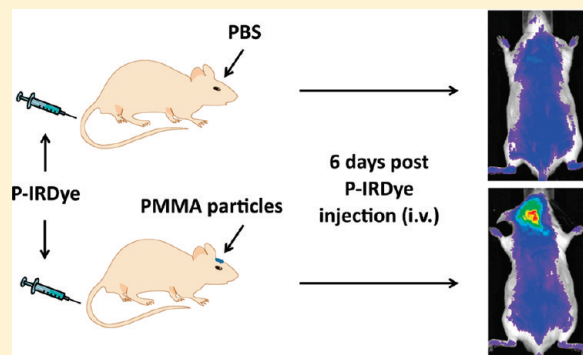 PBS
P-IRDye
PMMA particles
6 days post
P-IRDye
injection (i.v.)